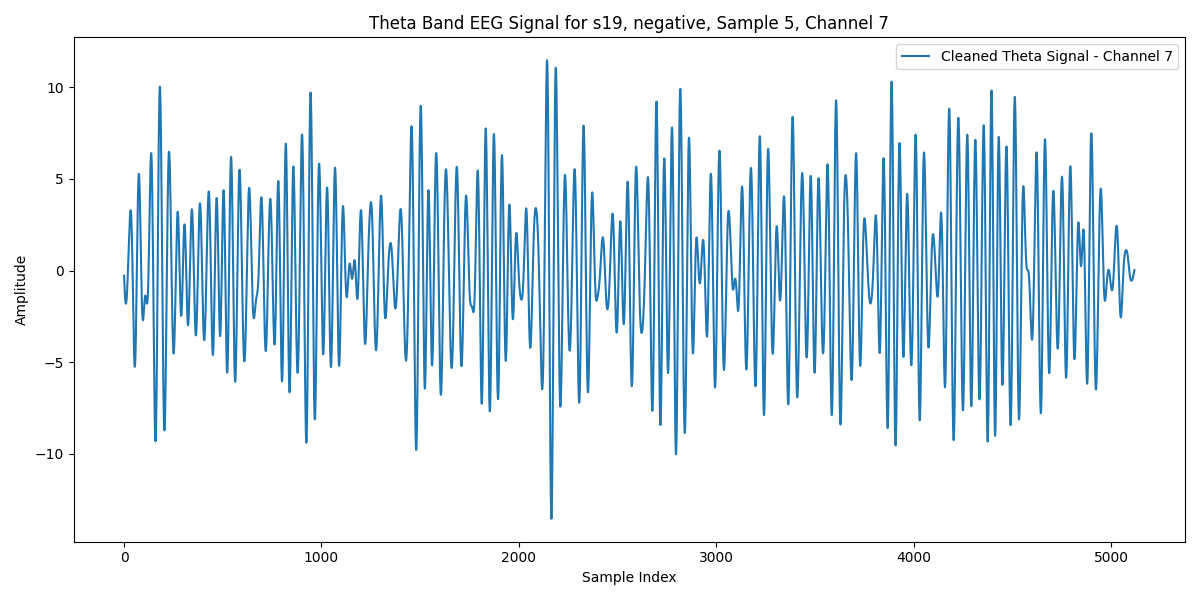 Theta Band EEG Signal for s19, negative, Sample 5, Channel 7
Cleaned Theta Signal - Channel 7
Amplitude
10
5
0
−5
−10
0 1000 2000 3000 4000 5000
Sample Index